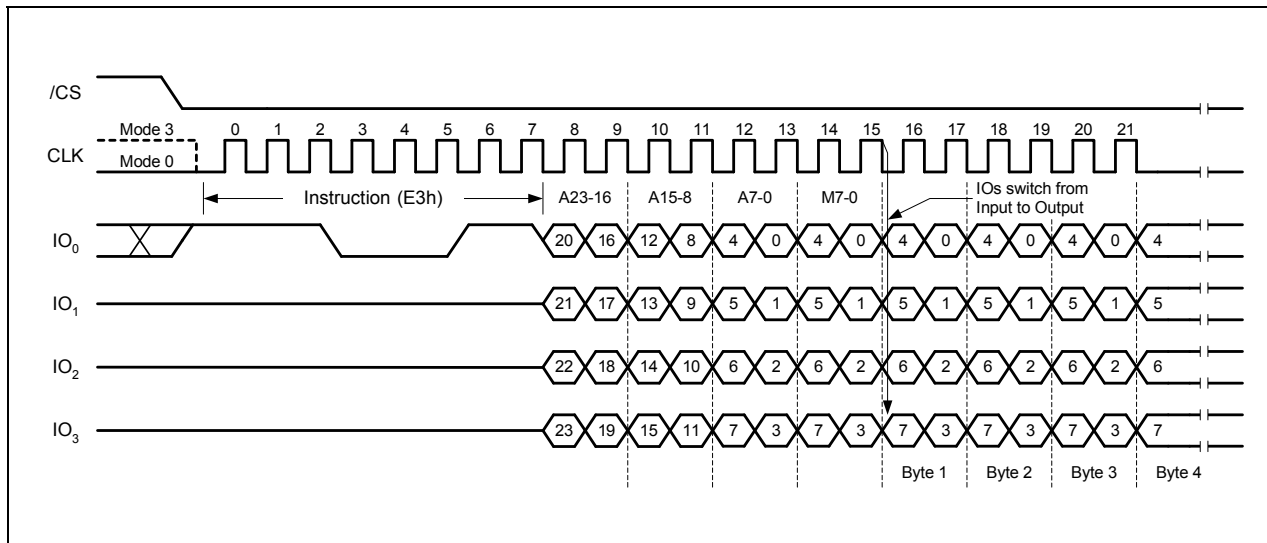 /CS
Mode 3 0 1 2 3 4 5 6 7 8 9 10 11 12 13 14 15 16 17 18 19 20 21
CLK
Mode 0
Instruction (E3h) A23-16 A15-8 A7-0 M7-0 IOs switch from
Input to Output
IO0 20 16 12 8 4 0 4 0 4 0 4 0 4 0 4
IO1 21 17 13 9 5 1 5 1 5 1 5 1 5 1 5
IO2 22 18 14 10 6 2 6 2 6 2 6 2 6 2 6
IO3 23 19 15 11 7 3 7 3 7 3 7 3 7 3 7
Byte 1 Byte 2 Byte 3 Byte 4